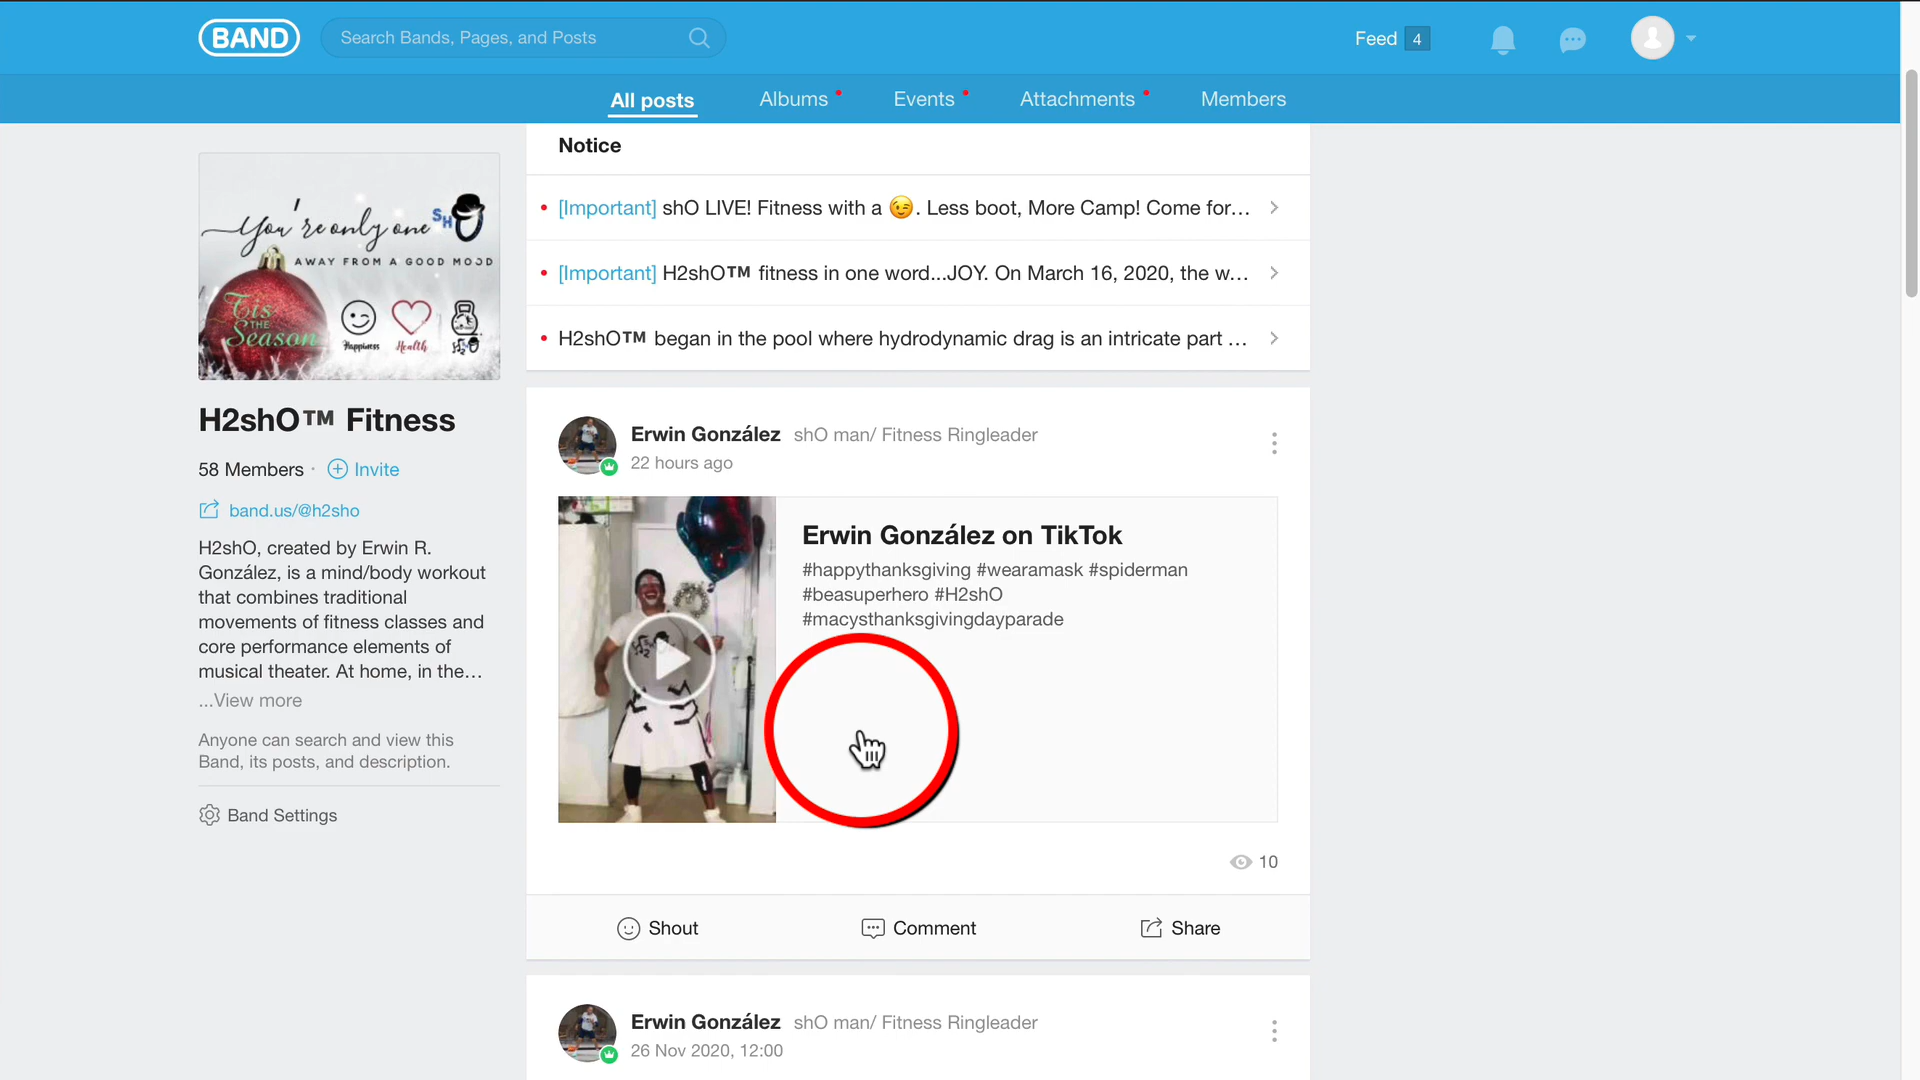 BAND
Search Bands, Pages, and Posts
Feed 4
All posts
Albums
Events
Attachments
Members
You're only one SH
AWAY FROM A GOOD MOOD
Tis
THE
Season
Happiness
Health
H2shO™ Fitness
58 Members · Invite
band.us/@h2sho
H2shO, created by Erwin R.
González, is a mind/body workout
that combines traditional
movements of fitness classes and
core performance elements of
musical theater. At home, in the...
...View more
Anyone can search and view this
Band, its posts, and description.
Band Settings
Notice
[Important] shO LIVE! Fitness with a 😉. Less boot, More Camp! Come for...
[Important] H2shO™ fitness in one word...JOY. On March 16, 2020, the w...
H2shO™ began in the pool where hydrodynamic drag is an intricate part ...
Erwin González shO man/ Fitness Ringleader
22 hours ago
Erwin González on TikTok
#happythanksgiving #wearamask #spiderman
#beasuperhero #H2shO
#macysthanksgivingdayparade
10
Shout
Comment
Share
Erwin González shO man/ Fitness Ringleader
26 Nov 2020, 12:00